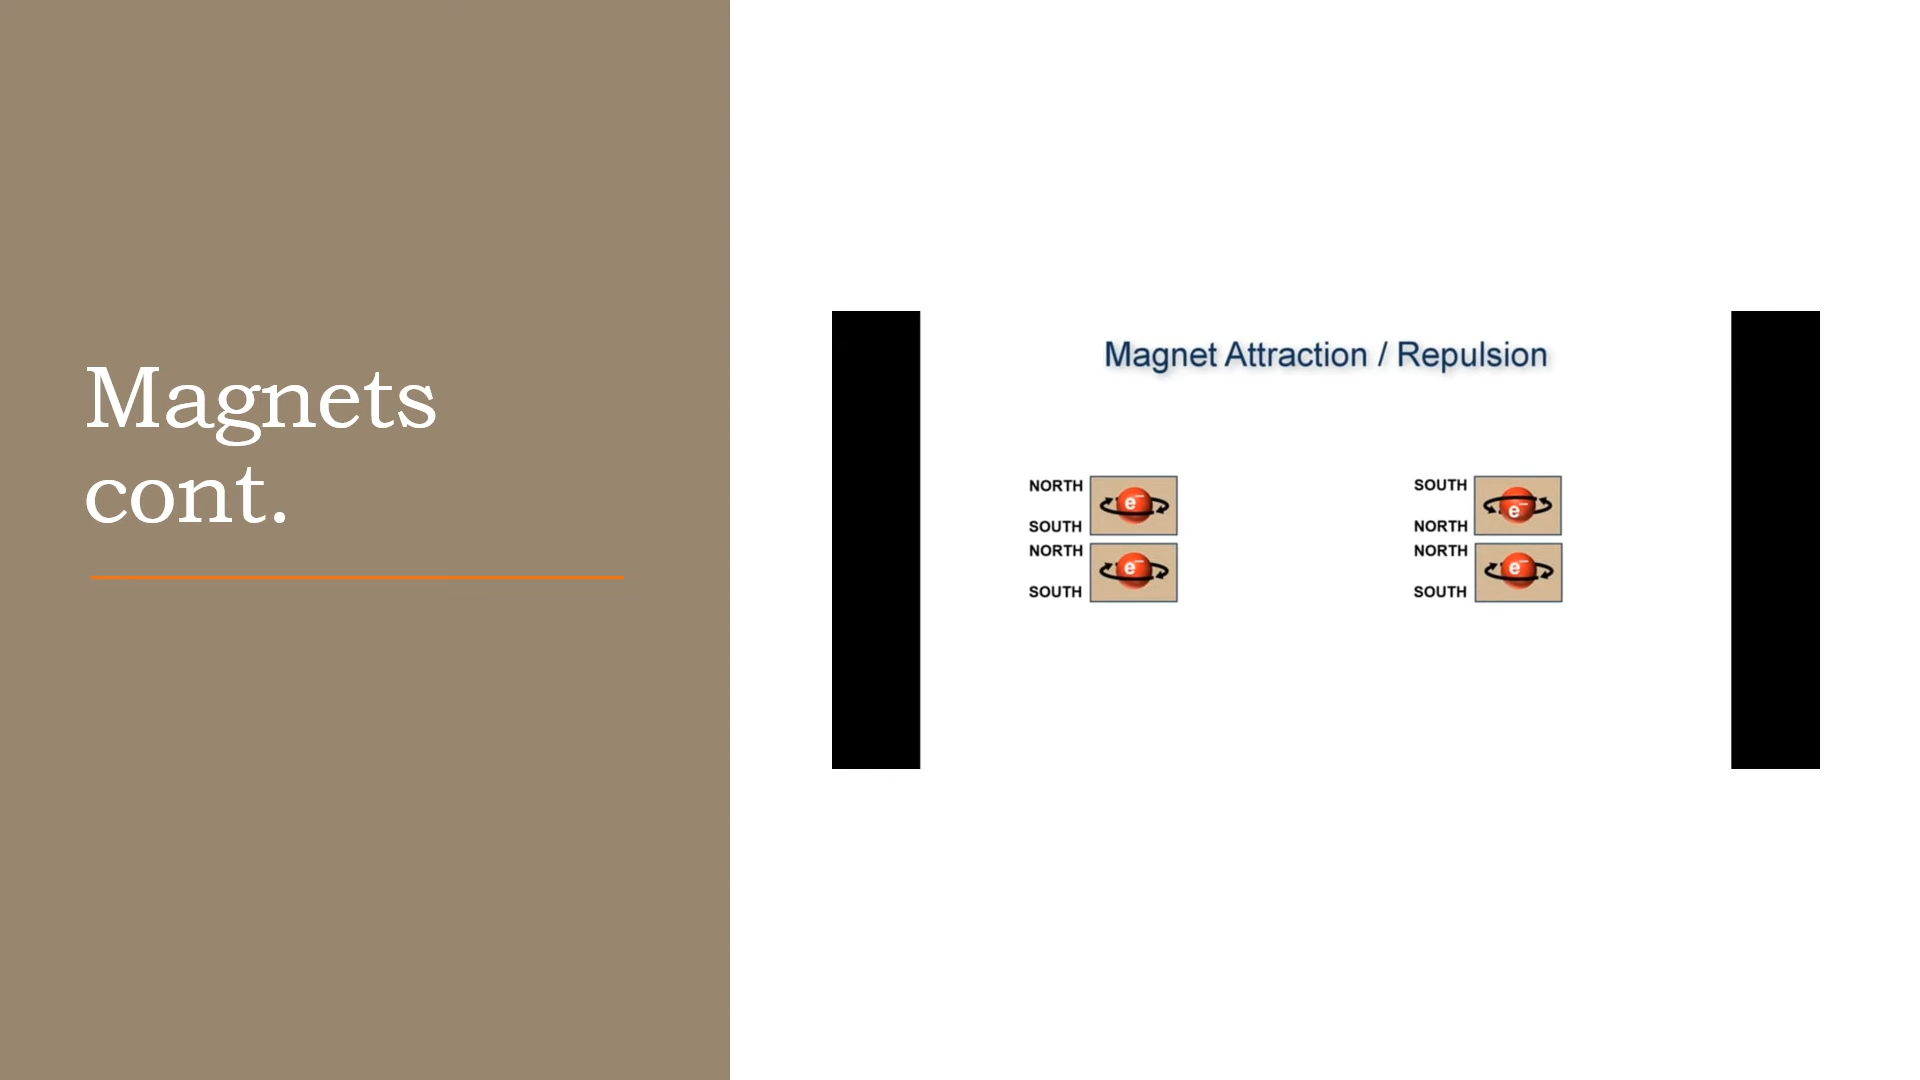 Magnets
cont.
Magnet Attraction / Repulsion
NORTH
e⁻
SOUTH
NORTH
e⁻
SOUTH
SOUTH
e⁻
NORTH
NORTH
e⁻
SOUTH